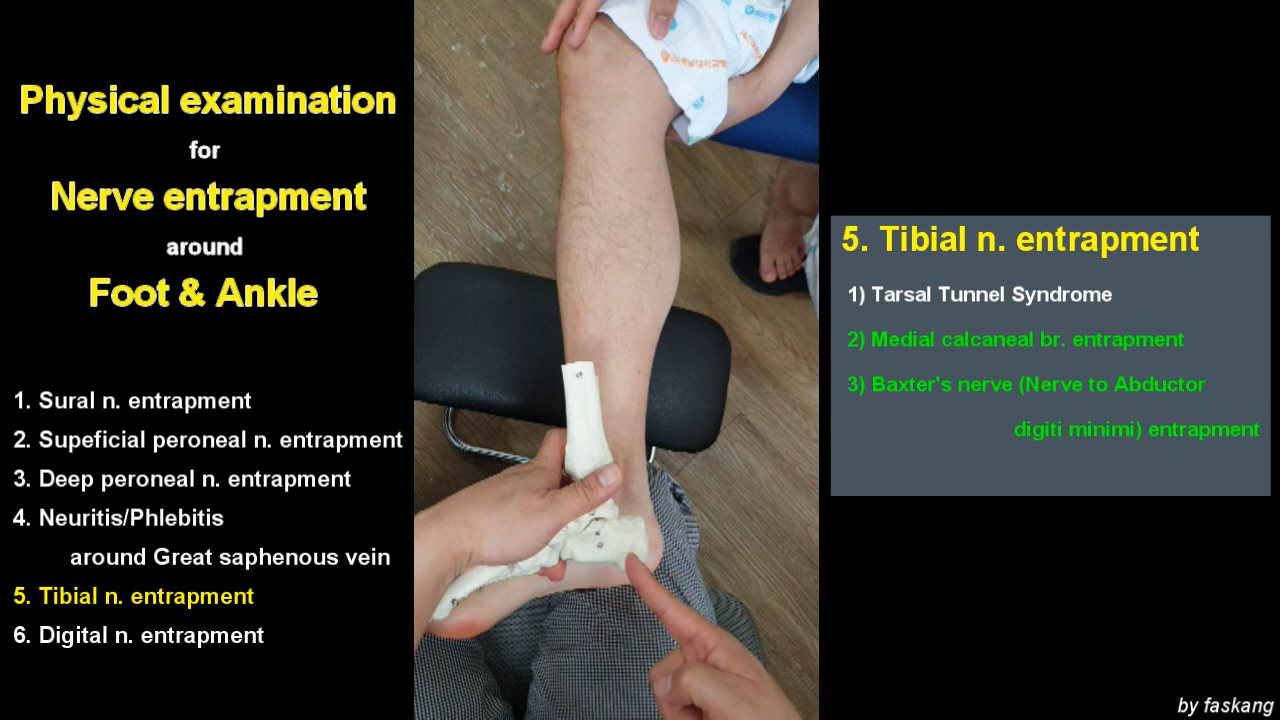 Physical examination
for
Nerve entrapment
around
Foot & Ankle
1. Sural n. entrapment
2. Supeficial peroneal n. entrapment
3. Deep peroneal n. entrapment
4. Neuritis/Phlebitis
around Great saphenous vein
5. Tibial n. entrapment
6. Digital n. entrapment
5. Tibial n. entrapment
1) Tarsal Tunnel Syndrome
2) Medial calcaneal br. entrapment
3) Baxter's nerve (Nerve to Abductor
digiti minimi) entrapment
by faskang